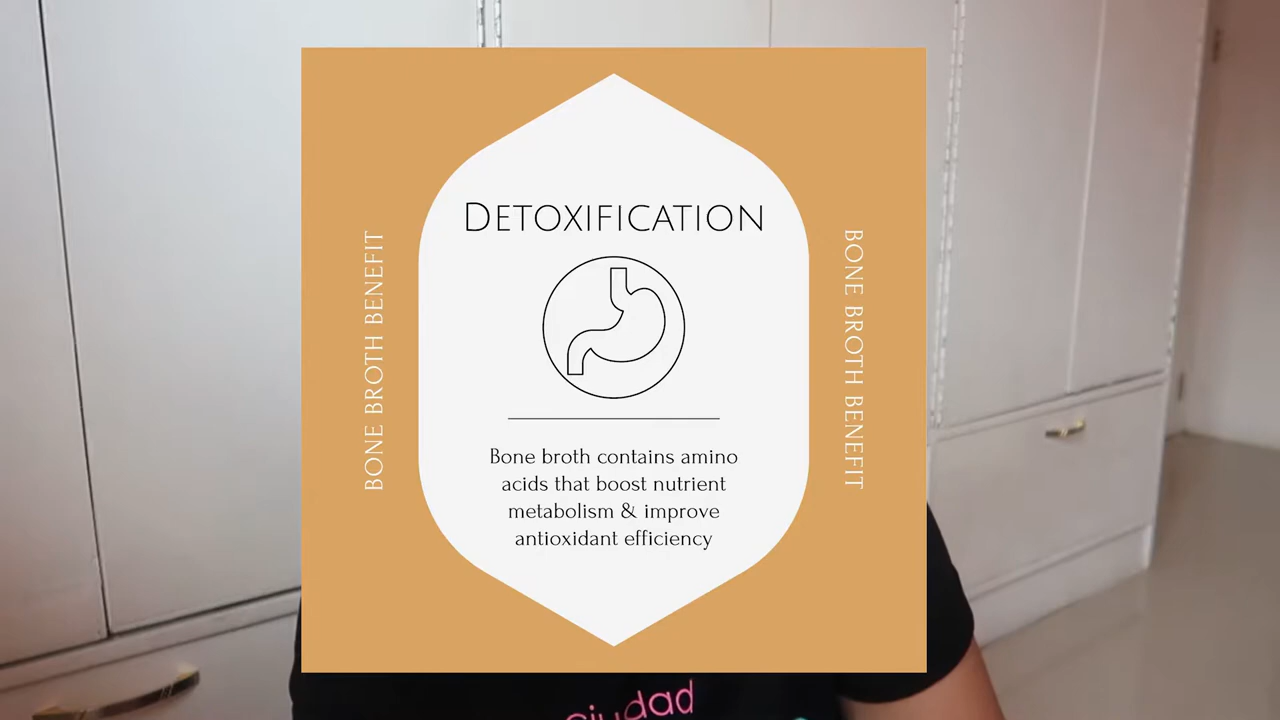 DETOXIFICATION
BONE BROTH BENEFIT
BONE BROTH BENEFIT
Bone broth contains amino
acids that boost nutrient
metabolism & improve
antioxidant efficiency
ciudad